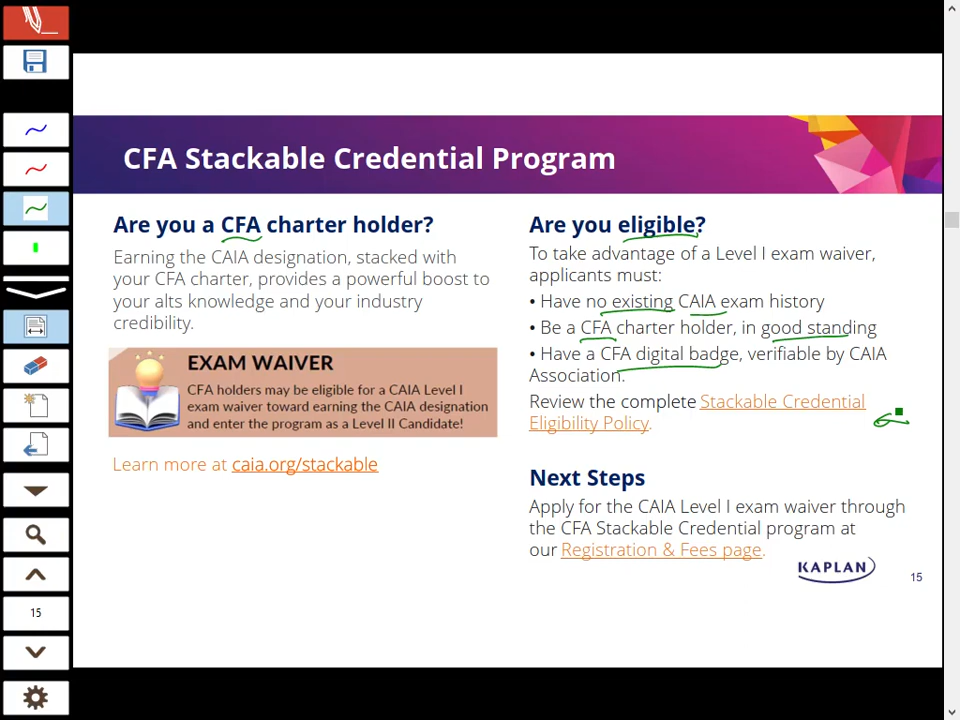 CFA Stackable Credential Program
Are you a CFA charter holder?
Earning the CAIA designation, stacked with
your CFA charter, provides a powerful boost to
your alts knowledge and your industry
credibility.
EXAM WAIVER
CFA holders may be eligible for a CAIA Level I
exam waiver toward earning the CAIA designation
and enter the program as a Level II Candidate!
Learn more at caia.org/stackable
Are you eligible?
To take advantage of a Level I exam waiver,
applicants must:
• Have no existing CAIA exam history
• Be a CFA charter holder, in good standing
• Have a CFA digital badge, verifiable by CAIA
Association.
Review the complete Stackable Credential
Eligibility Policy.
Next Steps
Apply for the CAIA Level I exam waiver through
the CFA Stackable Credential program at
our Registration & Fees page.
KAPLAN
15
15